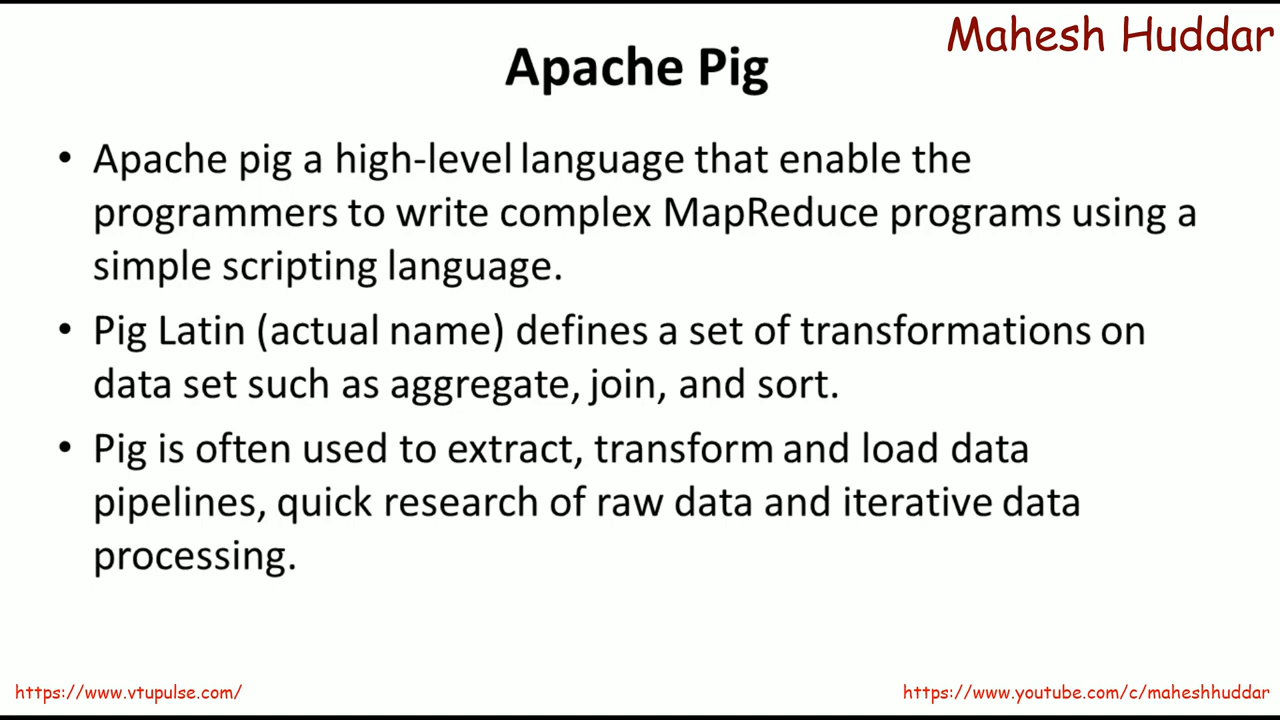 Mahesh Huddar
Apache Pig
• Apache pig a high-level language that enable the
programmers to write complex MapReduce programs using a
simple scripting language.
• Pig Latin (actual name) defines a set of transformations on
data set such as aggregate, join, and sort.
• Pig is often used to extract, transform and load data
pipelines, quick research of raw data and iterative data
processing.
https://www.vtupulse.com/
https://www.youtube.com/c/maheshhuddar